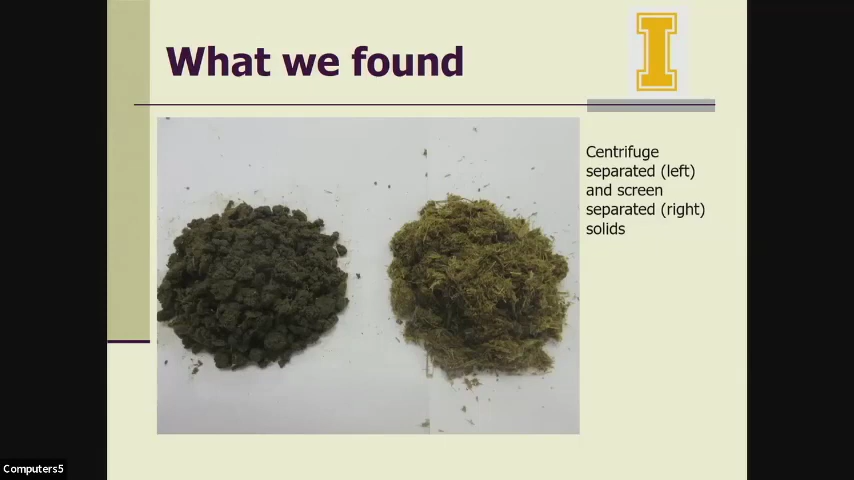 What we found
I
Centrifuge
separated (left)
and screen
separated (right)
solids
Computers5